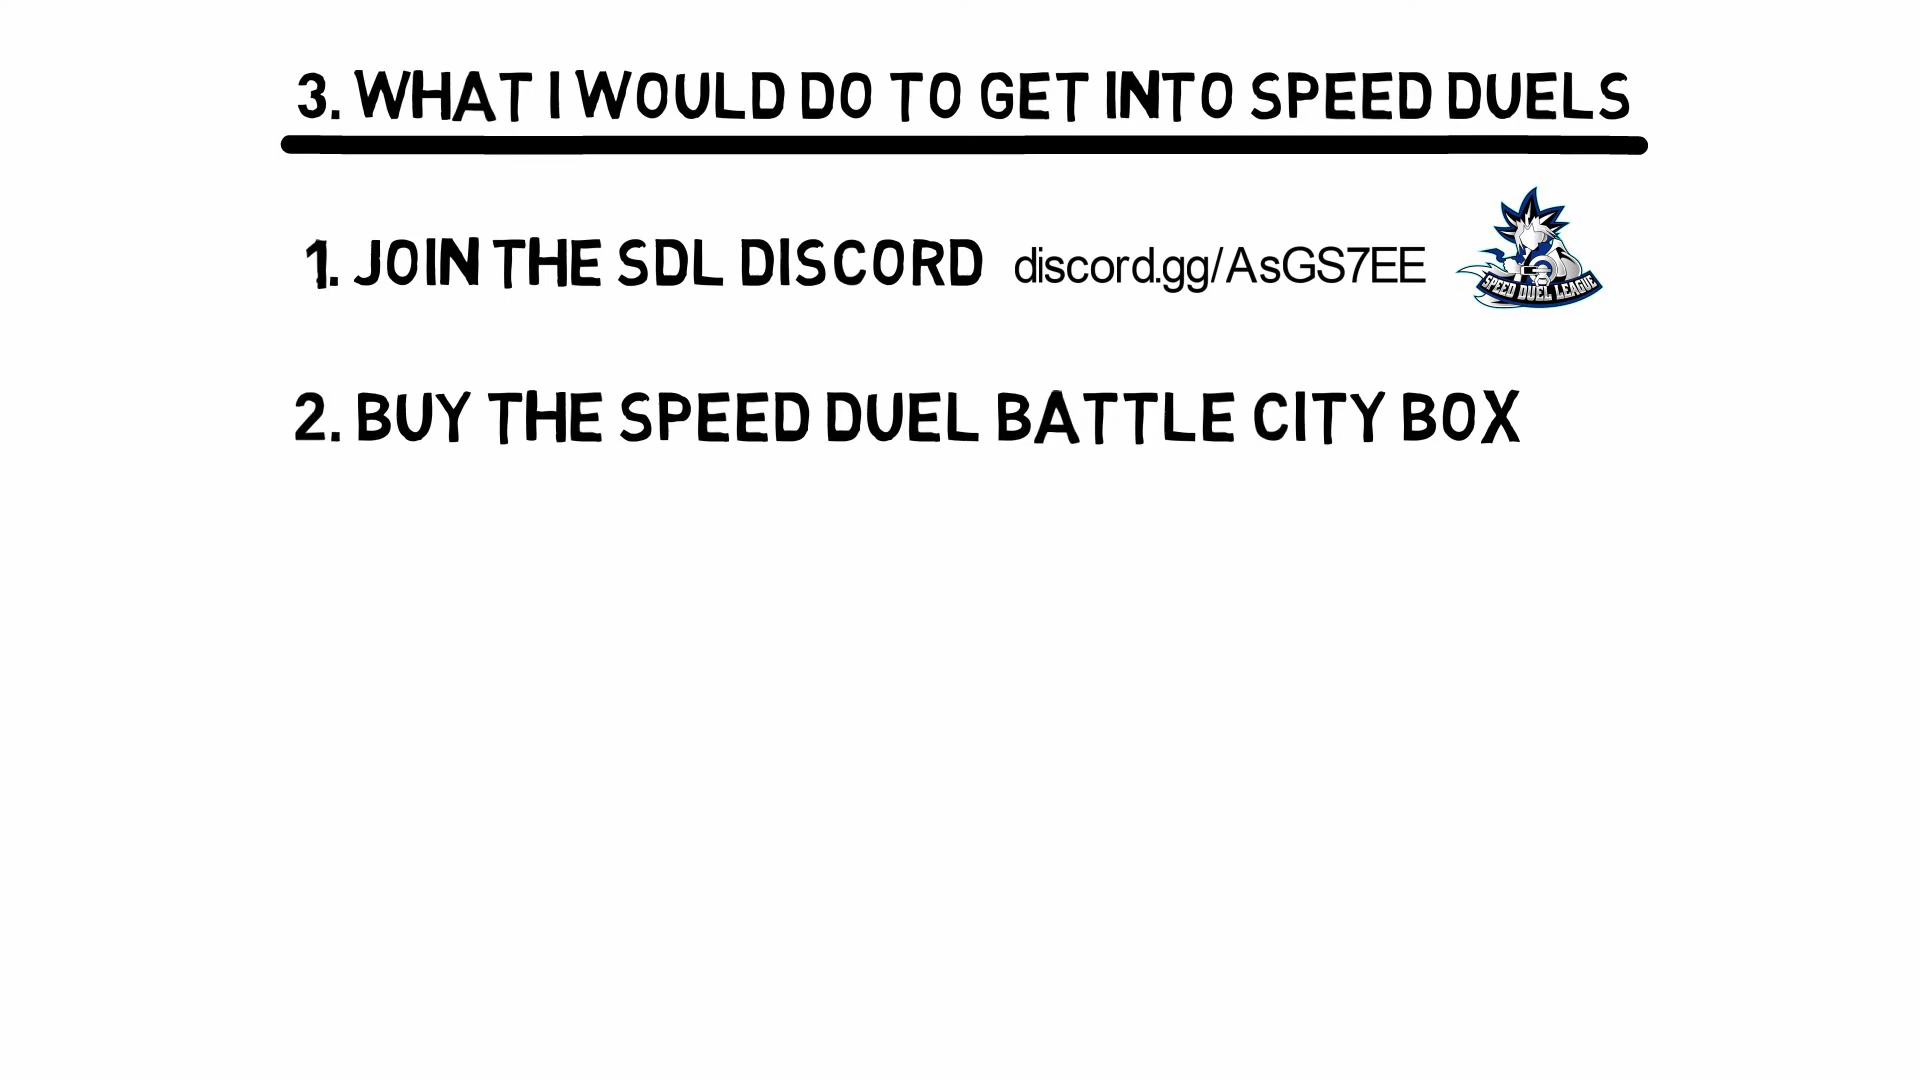 3. WHAT I WOULD DO TO GET INTO SPEED DUELS
1. JOIN THE SDL DISCORD discord.gg/AsGS7EE
SPEED DUEL LEAGUE
2. BUY THE SPEED DUEL BATTLE CITY BOX